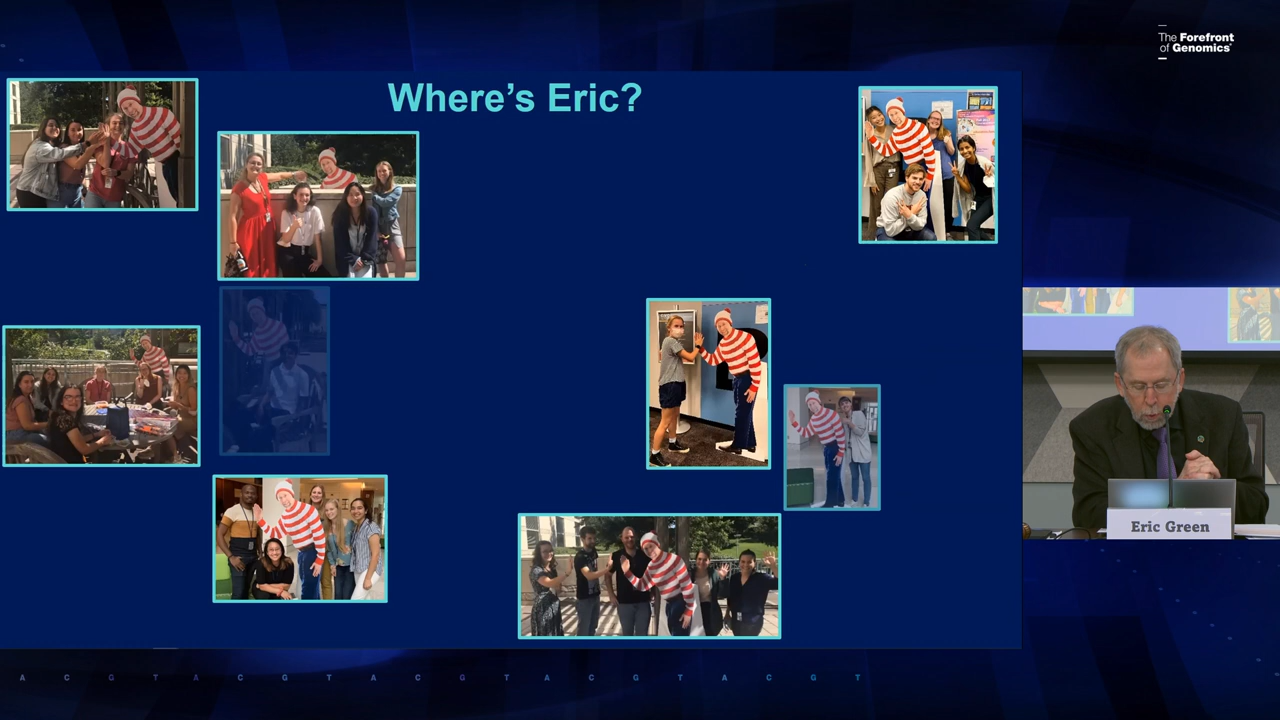 The Forefront
of Genomics
Where's Eric?
Eric Green
A C G T A C G T A C G T A C G T A C G T